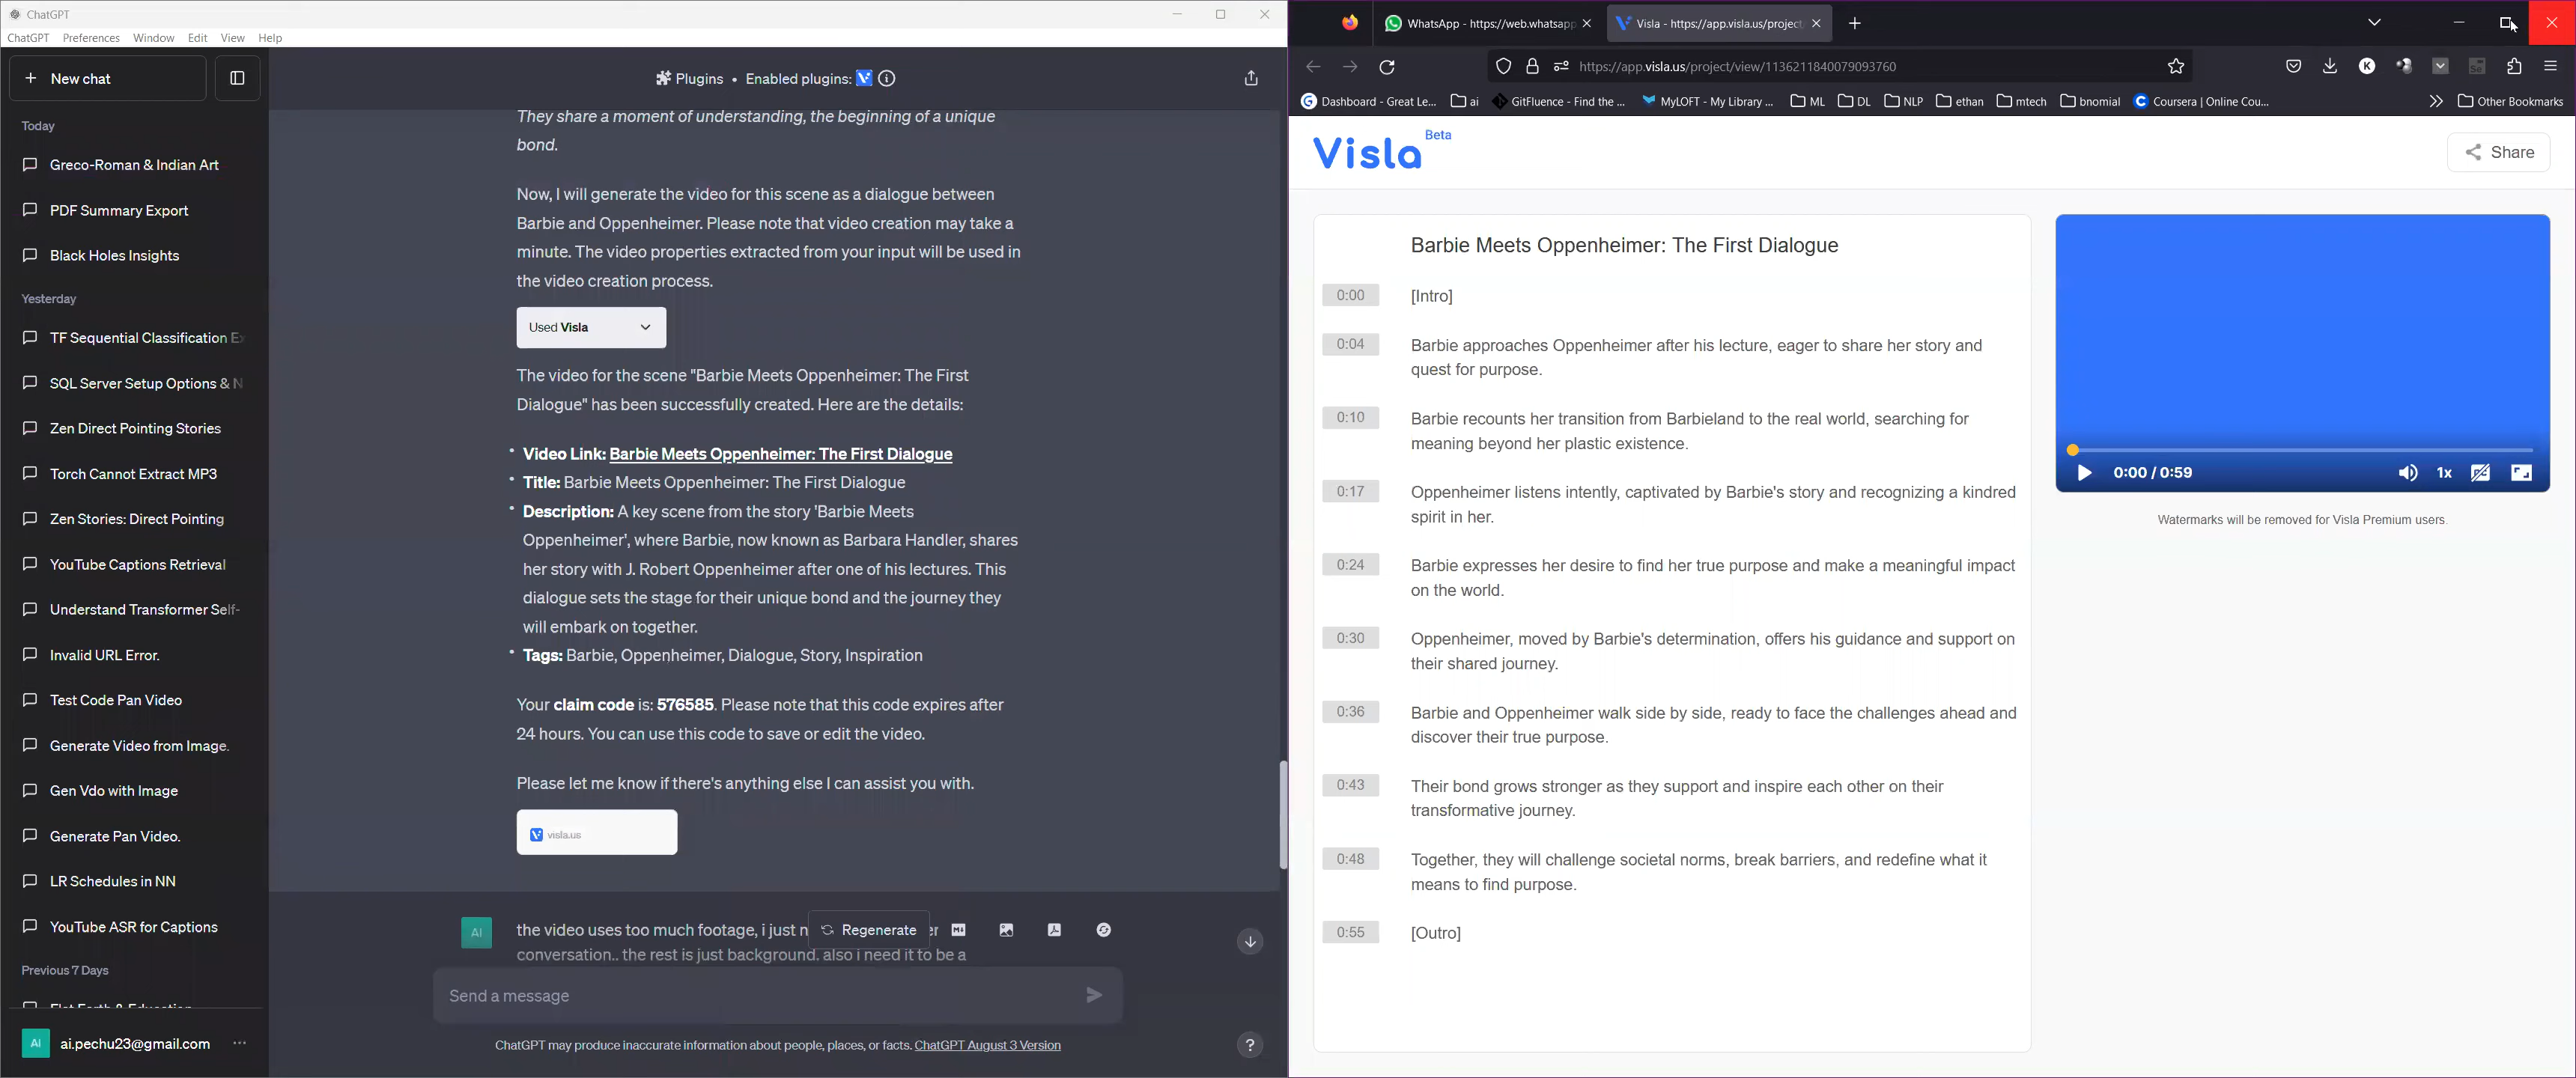 ChatGPT
ChatGPT Preferences Window Edit View Help
New chat
Today
Greco-Roman & Indian Art
PDF Summary Export
Black Holes Insights
Yesterday
TF Sequential Classification Ex
SQL Server Setup Options & N
Zen Direct Pointing Stories
Torch Cannot Extract MP3
Zen Stories: Direct Pointing
YouTube Captions Retrieval
Understand Transformer Self-
Invalid URL Error.
Test Code Pan Video
Generate Video from Image.
Gen Vdo with Image
Generate Pan Video.
LR Schedules in NN
YouTube ASR for Captions
Previous 7 Days
Flat Earth & Education
AI ai.pechu23@gmail.com
Plugins • Enabled plugins:
They share a moment of understanding, the beginning of a unique
bond.
Now, I will generate the video for this scene as a dialogue between
Barbie and Oppenheimer. Please note that video creation may take a
minute. The video properties extracted from your input will be used in
the video creation process.
Used Visla
The video for the scene "Barbie Meets Oppenheimer: The First
Dialogue" has been successfully created. Here are the details:
• Video Link: Barbie Meets Oppenheimer: The First Dialogue
• Title: Barbie Meets Oppenheimer: The First Dialogue
• Description: A key scene from the story 'Barbie Meets
Oppenheimer', where Barbie, now known as Barbara Handler, shares
her story with J. Robert Oppenheimer after one of his lectures. This
dialogue sets the stage for their unique bond and the journey they
will embark on together.
• Tags: Barbie, Oppenheimer, Dialogue, Story, Inspiration
Your claim code is: 576585. Please note that this code expires after
24 hours. You can use this code to save or edit the video.
Please let me know if there's anything else I can assist you with.
visla.us
AI the video uses too much footage, i just n Regenerate er
conversation.. the rest is just background. also i need it to be a
Send a message
ChatGPT may produce inaccurate information about people, places, or facts. ChatGPT August 3 Version
?
WhatsApp - https://web.whatsapp
Visla - https://app.visla.us/project
https://app.visla.us/project/view/1136211840079093760
Dashboard - Great Le... ai GitFluence - Find the ... MyLOFT - My Library ... ML DL NLP ethan mtech bnomial Coursera | Online Cou... Other Bookmarks
Visla Beta
Share
Barbie Meets Oppenheimer: The First Dialogue
0:00 [Intro]
0:04 Barbie approaches Oppenheimer after his lecture, eager to share her story and
quest for purpose.
0:10 Barbie recounts her transition from Barbieland to the real world, searching for
meaning beyond her plastic existence.
0:17 Oppenheimer listens intently, captivated by Barbie's story and recognizing a kindred
spirit in her.
0:24 Barbie expresses her desire to find her true purpose and make a meaningful impact
on the world.
0:30 Oppenheimer, moved by Barbie's determination, offers his guidance and support on
their shared journey.
0:36 Barbie and Oppenheimer walk side by side, ready to face the challenges ahead and
discover their true purpose.
0:43 Their bond grows stronger as they support and inspire each other on their
transformative journey.
0:48 Together, they will challenge societal norms, break barriers, and redefine what it
means to find purpose.
0:55 [Outro]
0:00 / 0:59
1x
Watermarks will be removed for Visla Premium users.